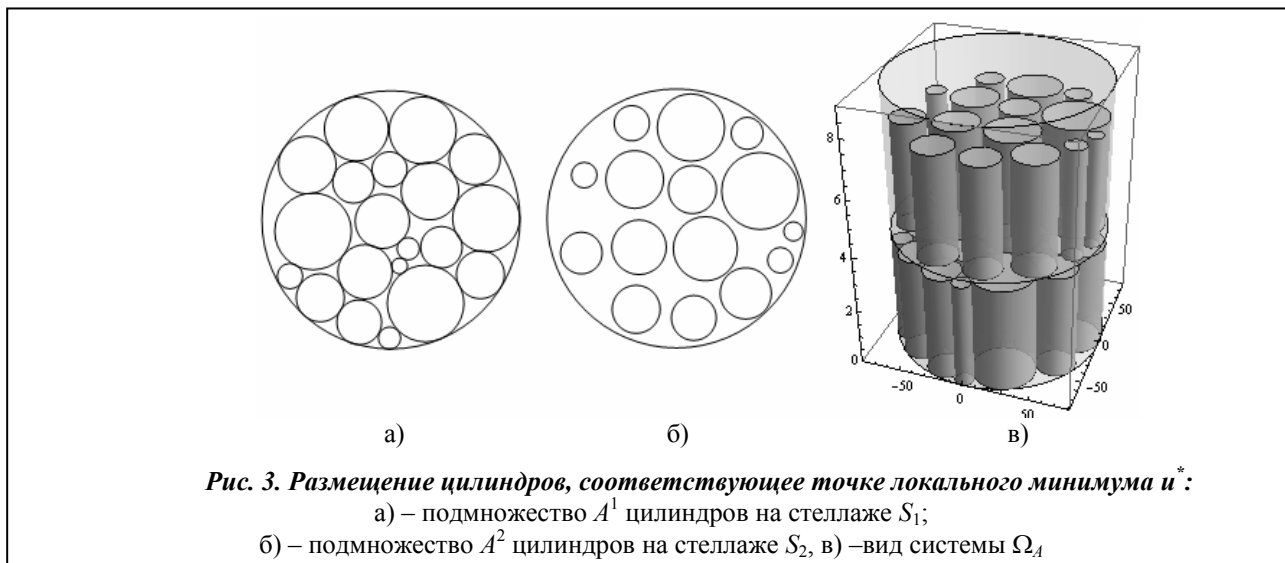 8
6
4
2
0
−50
0
50
50
0
−50
а)
б)
в)
Рис. 3. Размещение цилиндров, соответствующее точке локального минимума u*:
а) – подмножество A¹ цилиндров на стеллаже S₁;
б) – подмножество A² цилиндров на стеллаже S₂, в) –вид системы Ω_A